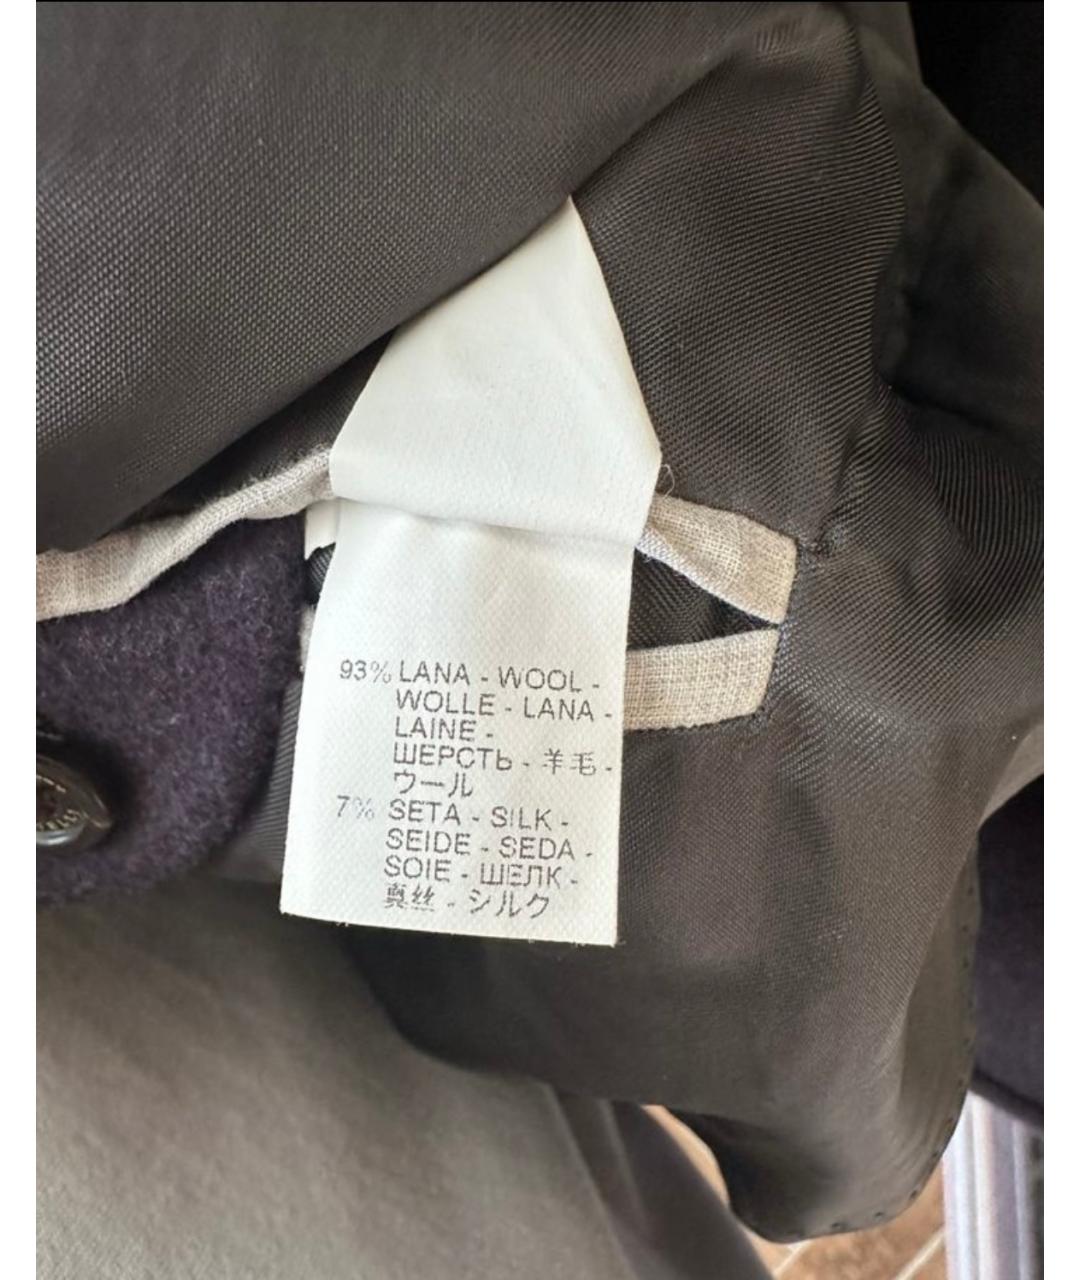 93% LANA - WOOL -
WOLLE - LANA -
LAINE -
ШЕРСТЬ - 羊毛 -
ウール
7% SETA - SILK -
SEIDE - SEDA -
SOIE - ШЕЛК -
真丝 - シルク